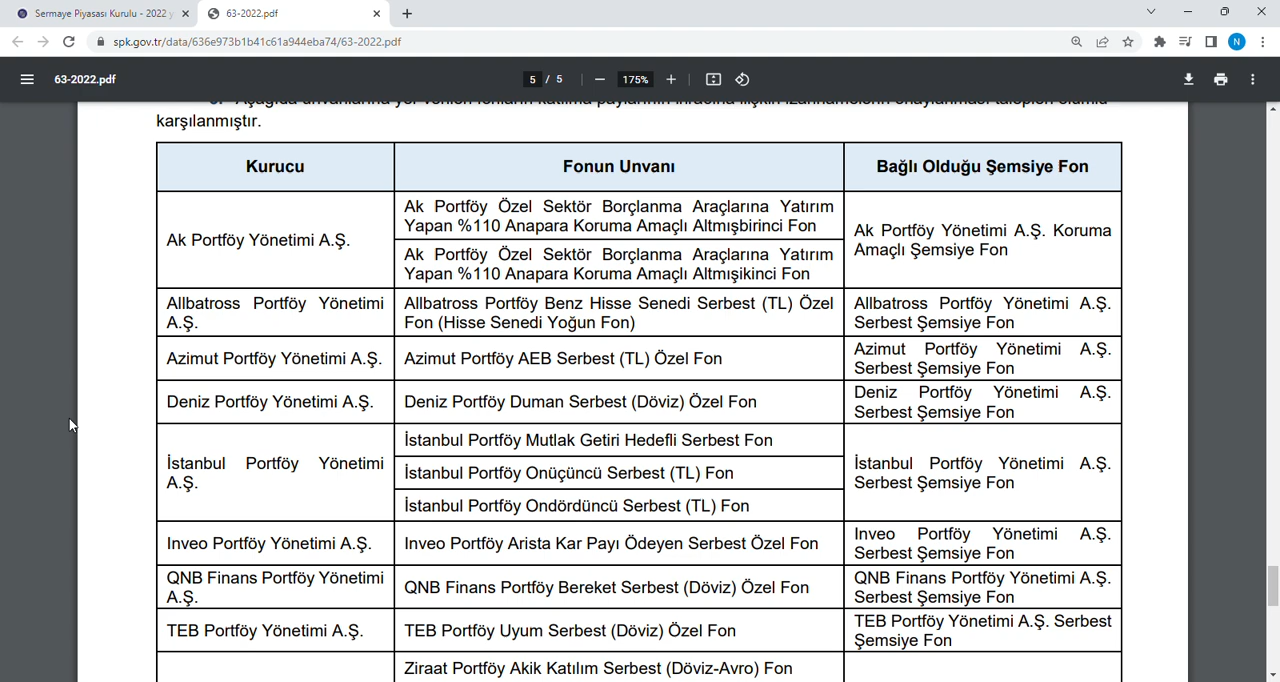 Sermaye Piyasası Kurulu - 2022 y
63-2022.pdf
spk.gov.tr/data/636e973b1b41c61a944eba74/63-2022.pdf
N
63-2022.pdf
5 / 5
175%
karşılanmıştır.
Kurucu
Fonun Unvanı
Bağlı Olduğu Şemsiye Fon
Ak Portföy Yönetimi A.Ş.
Ak Portföy Özel Sektör Borçlanma Araçlarına Yatırım
Yapan %110 Anapara Koruma Amaçlı Altmışbirinci Fon
Ak Portföy Özel Sektör Borçlanma Araçlarına Yatırım
Yapan %110 Anapara Koruma Amaçlı Altmışikinci Fon
Ak Portföy Yönetimi A.Ş. Koruma
Amaçlı Şemsiye Fon
Allbatross Portföy Yönetimi
A.Ş.
Allbatross Portföy Benz Hisse Senedi Serbest (TL) Özel
Fon (Hisse Senedi Yoğun Fon)
Allbatross Portföy Yönetimi A.Ş.
Serbest Şemsiye Fon
Azimut Portföy Yönetimi A.Ş.
Azimut Portföy AEB Serbest (TL) Özel Fon
Azimut Portföy Yönetimi A.Ş.
Serbest Şemsiye Fon
Deniz Portföy Yönetimi A.Ş.
Deniz Portföy Duman Serbest (Döviz) Özel Fon
Deniz Portföy Yönetimi A.Ş.
Serbest Şemsiye Fon
İstanbul Portföy Yönetimi
A.Ş.
İstanbul Portföy Mutlak Getiri Hedefli Serbest Fon
İstanbul Portföy Onüçüncü Serbest (TL) Fon
İstanbul Portföy Ondördüncü Serbest (TL) Fon
İstanbul Portföy Yönetimi A.Ş.
Serbest Şemsiye Fon
Inveo Portföy Yönetimi A.Ş.
Inveo Portföy Arista Kar Payı Ödeyen Serbest Özel Fon
Inveo Portföy Yönetimi A.Ş.
Serbest Şemsiye Fon
QNB Finans Portföy Yönetimi
A.Ş.
QNB Finans Portföy Bereket Serbest (Döviz) Özel Fon
QNB Finans Portföy Yönetimi A.Ş.
Serbest Şemsiye Fon
TEB Portföy Yönetimi A.Ş.
TEB Portföy Uyum Serbest (Döviz) Özel Fon
TEB Portföy Yönetimi A.Ş. Serbest
Şemsiye Fon
Ziraat Portföy Akik Katılım Serbest (Döviz-Avro) Fon